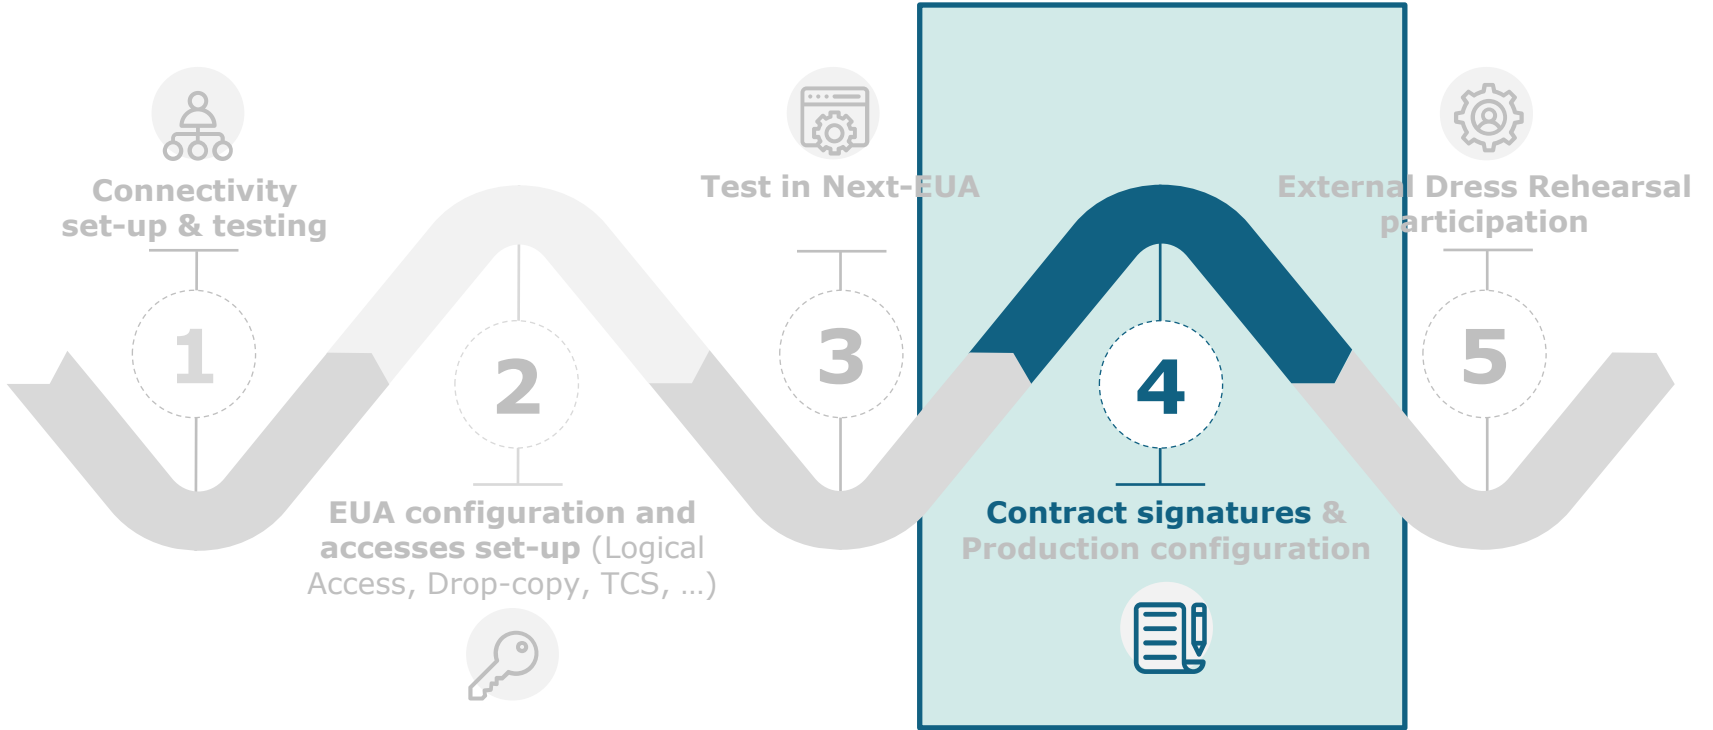 Connectivity
set-up & testing
1
2
EUA configuration and
accesses set-up (Logical
Access, Drop-copy, TCS, ...)
Test in Next-EUA
3
4
Contract signatures &
Production configuration
External Dress Rehearsal
participation
5